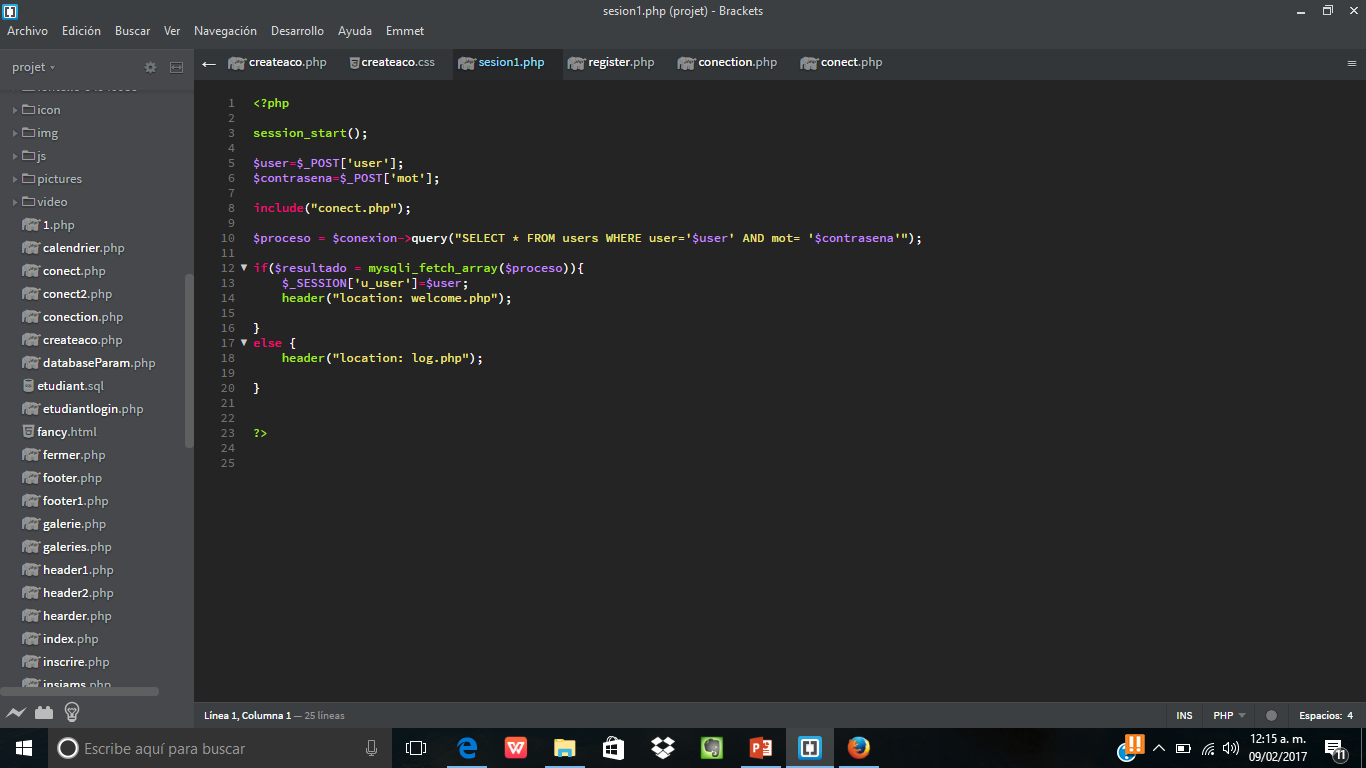 sesion1.php (projet) - Brackets
Archivo Edición Buscar Ver Navegación Desarrollo Ayuda Emmet
projet
createaco.php createaco.css sesion1.php register.php conection.php conect.php
icon
img
js
pictures
video
1.php
calendrier.php
conect.php
conect2.php
conection.php
createaco.php
databaseParam.php
etudiant.sql
etudiantlogin.php
fancy.html
fermer.php
footer.php
footer1.php
galerie.php
galeries.php
header1.php
header2.php
hearder.php
index.php
inscrire.php
1 <?php
2
3 session_start();
4
5 $user=$_POST['user'];
6 $contrasena=$_POST['mot'];
7
8 include("conect.php");
9
10 $proceso = $conexion->query("SELECT * FROM users WHERE user='$user' AND mot= '$contrasena'");
11
12 if($resultado = mysqli_fetch_array($proceso)){
13 $_SESSION['u_user']=$user;
14 header("location: welcome.php");
15
16 }
17 else {
18 header("location: log.php");
19
20 }
21
22
23 ?>
24
25
Línea 1, Columna 1 — 25 líneas
INS PHP Espacios: 4
Escribe aquí para buscar
12:15 a. m.
09/02/2017
11